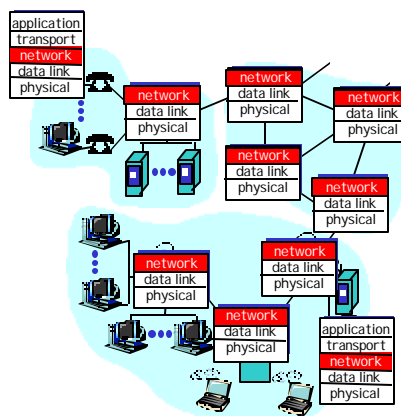 application
transport
network
data link
physical
network
data link
physical
network
data link
physical
network
data link
physical
network
data link
physical
network
data link
physical
network
data link
physical
network
data link
physical
network
data link
physical
application
transport
network
data link
physical